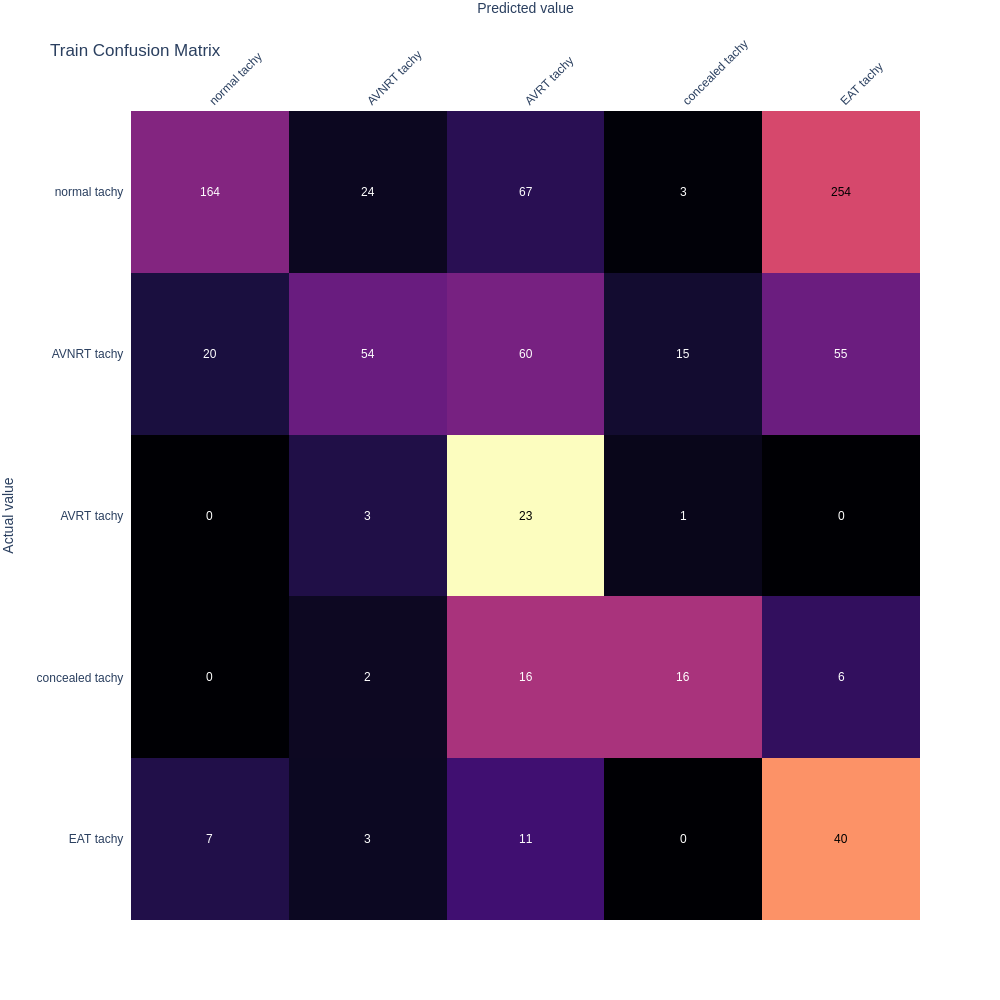 Predicted value
Train Confusion Matrix
normal tachy
AVNRT tachy
AVRT tachy
concealed tachy
EAT tachy
Actual value
normal tachy 164 24 67 3 254
AVNRT tachy 20 54 60 15 55
AVRT tachy 0 3 23 1 0
concealed tachy 0 2 16 16 6
EAT tachy 7 3 11 0 40